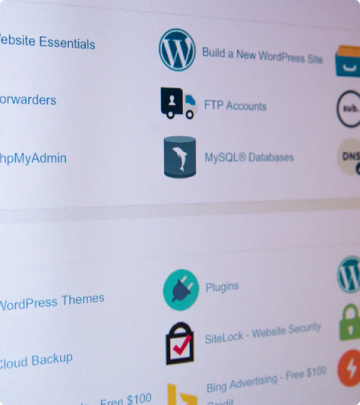 ebsite Essentials
Build a New WordPress Site
orwarders
FTP Accounts
sub.
hpMyAdmin
MySQL® Databases
DNS
WordPress Themes
Plugins
SiteLock - Website Security
Cloud Backup
Free $100
Bing Advertising - Free $100
Credit